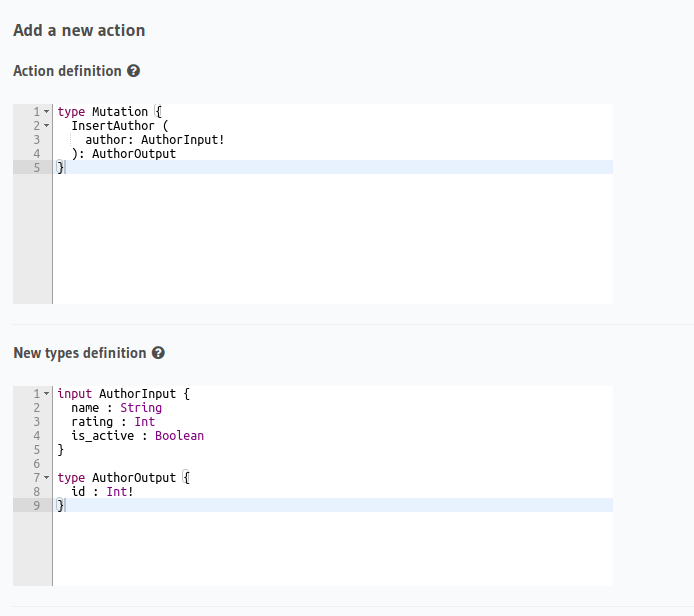 Add a new action
Action definition
1 type Mutation {
2   InsertAuthor (
3     author: AuthorInput!
4   ): AuthorOutput
5 }
New types definition
1 input AuthorInput {
2   name : String
3   rating : Int
4   is_active : Boolean
5 }
6
7 type AuthorOutput {
8   id : Int!
9 }